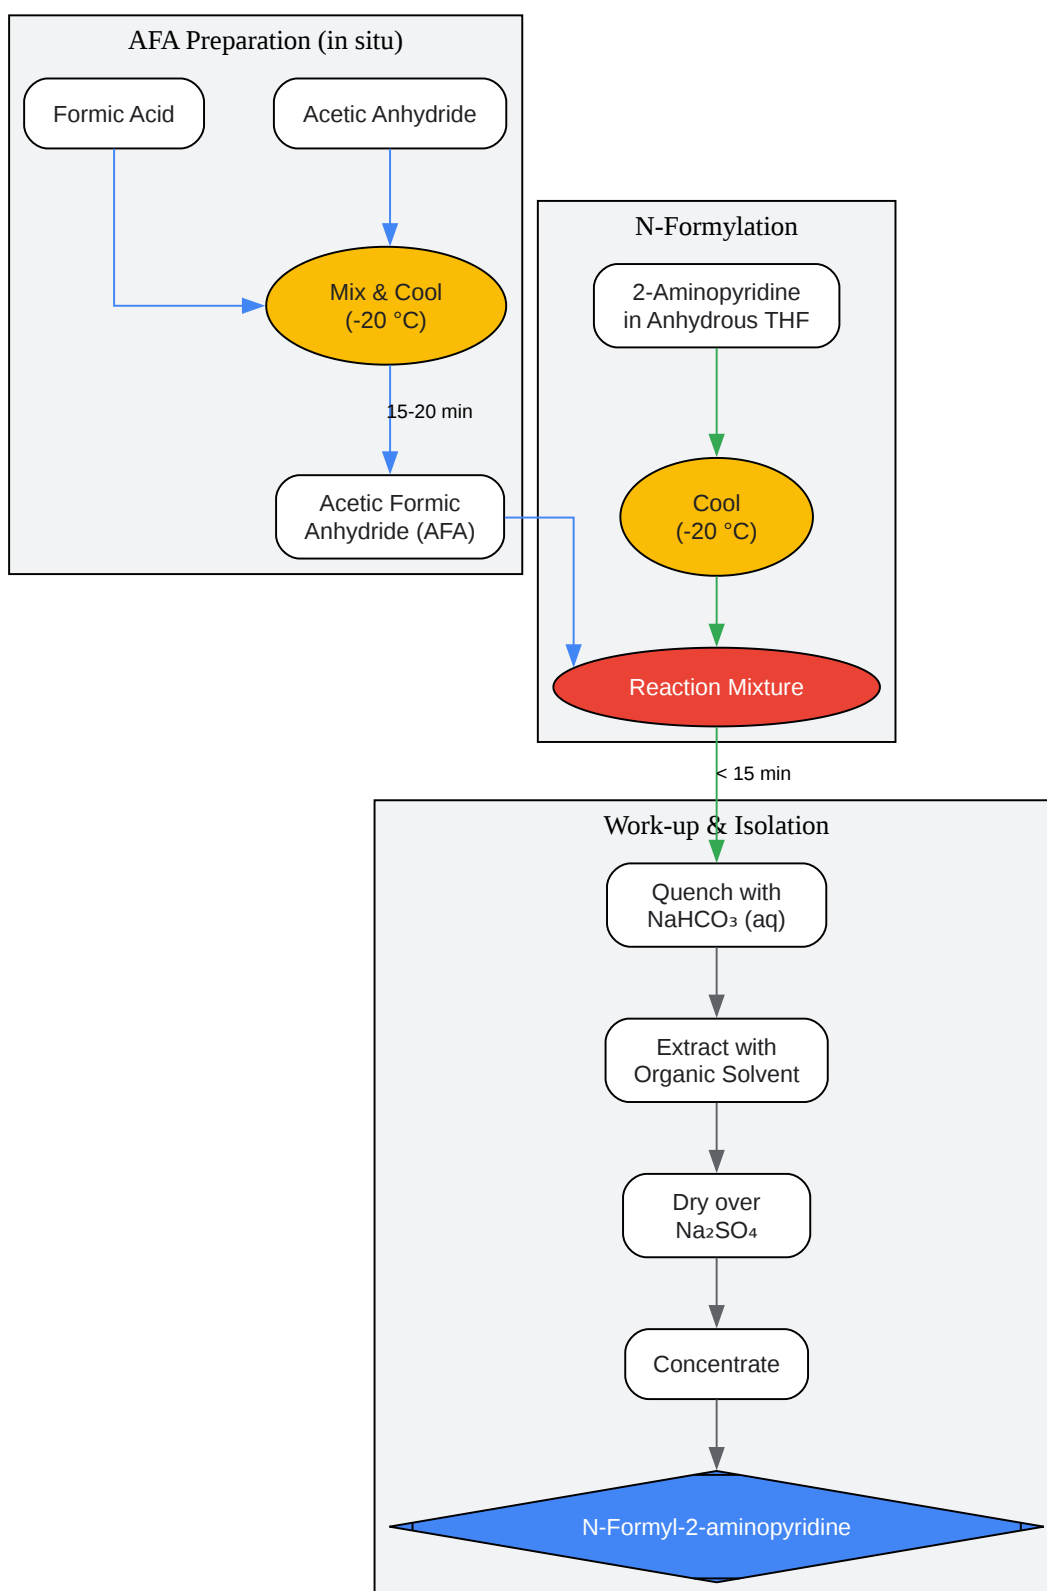 AFA Preparation (in situ)
Formic Acid
Acetic Anhydride
Mix & Cool
(-20 °C)
15-20 min
Acetic Formic
Anhydride (AFA)
N-Formylation
2-Aminopyridine
in Anhydrous THF
Cool
(-20 °C)
Reaction Mixture
< 15 min
Work-up & Isolation
Quench with
NaHCO₃ (aq)
Extract with
Organic Solvent
Dry over
Na₂SO₄
Concentrate
N-Formyl-2-aminopyridine